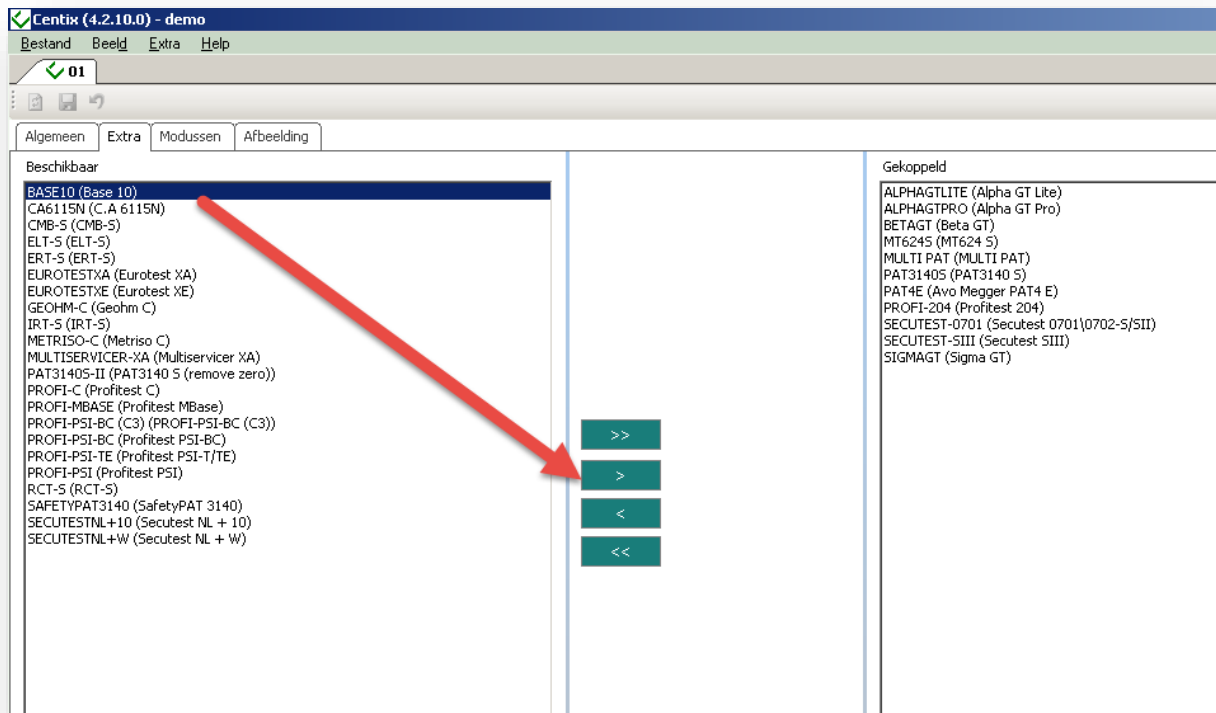 Centix (4.2.10.0) - demo
Bestand Beeld Extra Help
01
Algemeen Extra Modussen Afbeelding
Beschikbaar
BASE10 (Base 10)
CA6115N (C.A 6115N)
CMB-S (CMB-S)
ELT-S (ELT-S)
ERT-S (ERT-S)
EUROTESTXA (Eurotest XA)
EUROTESTXE (Eurotest XE)
GEOHM-C (Geohm C)
IRT-S (IRT-S)
METRISO-C (Metriso C)
MULTISERVICER-XA (Multiservicer XA)
PAT3140S-II (PAT3140 S (remove zero))
PROFI-C (Profitest C)
PROFI-MBASE (Profitest MBase)
PROFI-PSI-BC (C3) (PROFI-PSI-BC (C3))
PROFI-PSI-BC (Profitest PSI-BC)
PROFI-PSI-TE (Profitest PSI-T/TE)
PROFI-PSI (Profitest PSI)
RCT-S (RCT-S)
SAFETYPAT3140 (SafetyPAT 3140)
SECUTESTNL+10 (Secutest NL + 10)
SECUTESTNL+W (Secutest NL + W)
>>
>
<
<<
Gekoppeld
ALPHAGTLITE (Alpha GT Lite)
ALPHAGTPRO (Alpha GT Pro)
BETAGT (Beta GT)
MT624S (MT624 S)
MULTI PAT (MULTI PAT)
PAT3140S (PAT3140 S)
PAT4E (Avo Megger PAT4 E)
PROFI-204 (Profitest 204)
SECUTEST-0701 (Secutest 0701\0702-S/SII)
SECUTEST-SIII (Secutest SIII)
SIGMAGT (Sigma GT)